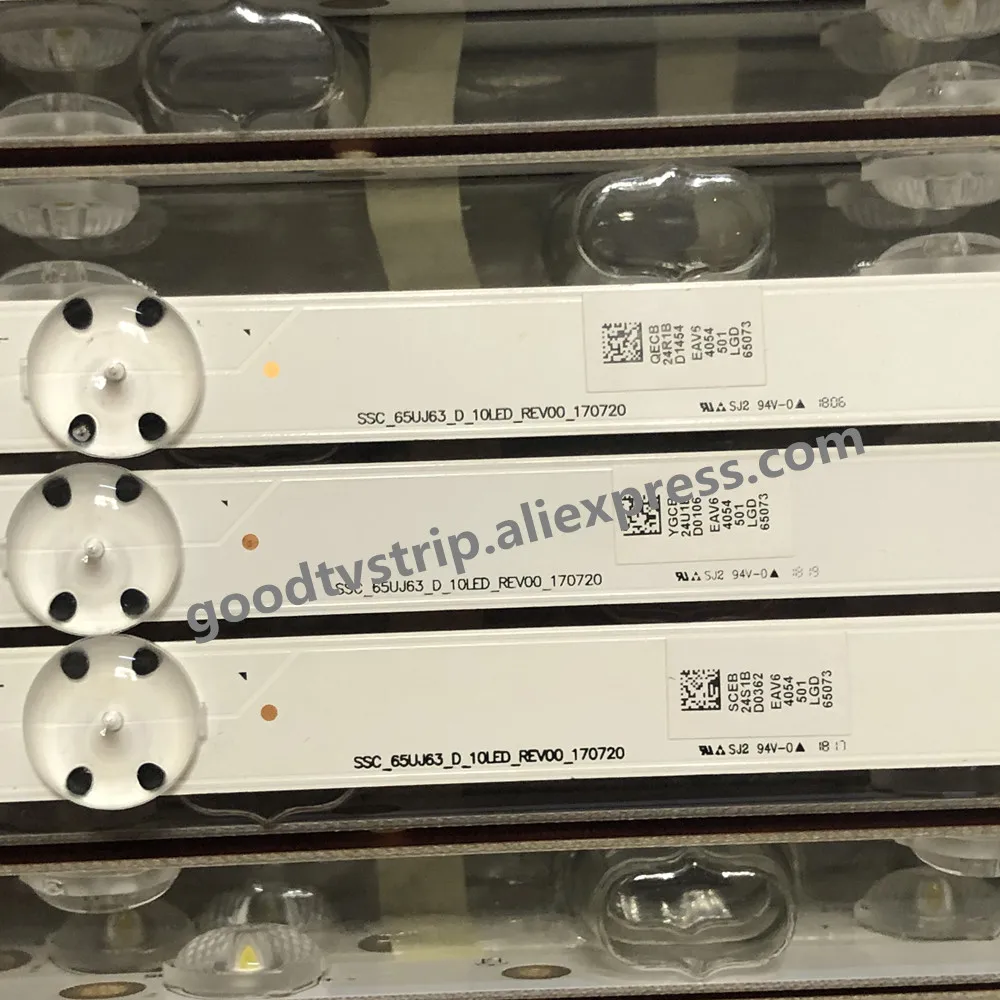 QECB
24R1B
D1454
EAV6
4054
501
LGD
65073
SSC_65UJ63_D_10LED_REV00_170720
SJ2 94V-0 1806
YGCB
24U1B
D0106
EAV6
4054
501
LGD
65073
SSC_65UJ63_D_10LED_REV00_170720
SJ2 94V-0 1819
goodtvstrip.aliexpress.com
SCEB
24S1B
D0362
EAV6
4054
501
LGD
65073
SSC_65UJ63_D_10LED_REV00_170720
SJ2 94V-0 1817